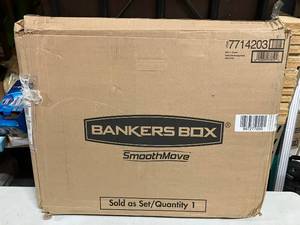 7714203
BANKERS BOX®
SmoothMove
Sold as Set/Quantity 1